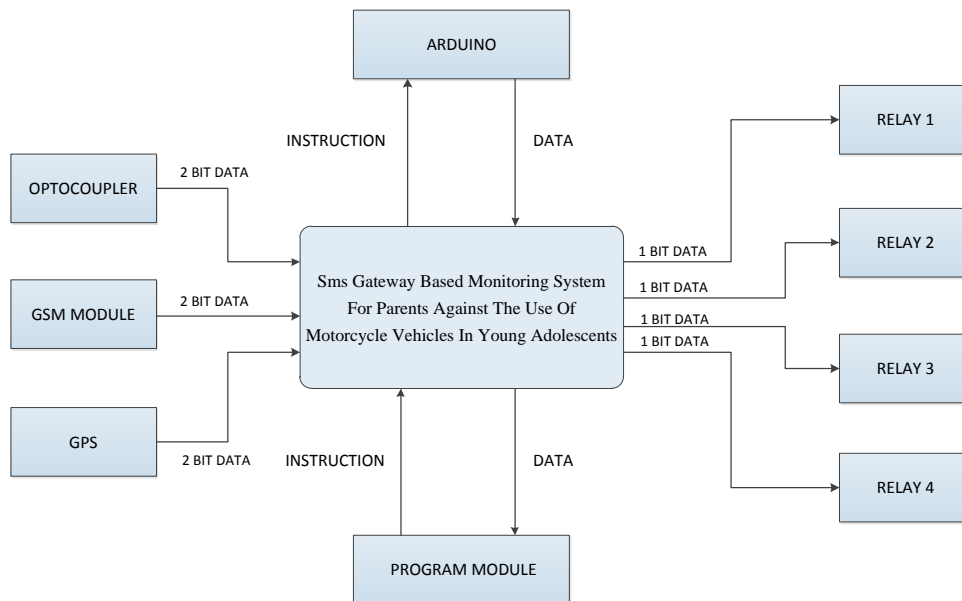 ARDUINO
RELAY 1
INSTRUCTION
DATA
2 BIT DATA
OPTOCOUPLER
RELAY 2
1 BIT DATA
Sms Gateway Based Monitoring System
For Parents Against The Use Of
Motorcycle Vehicles In Young Adolescents
2 BIT DATA
GSM MODULE
1 BIT DATA
1 BIT DATA
1 BIT DATA
RELAY 3
GPS
2 BIT DATA
INSTRUCTION
DATA
RELAY 4
PROGRAM MODULE